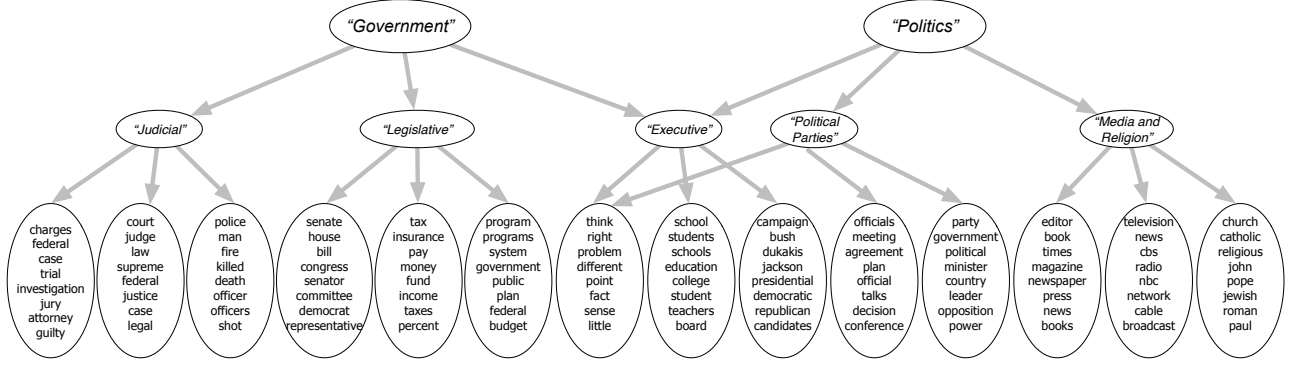 "Government"
"Politics"
"Judicial"
"Legislative"
"Executive"
"Political
Parties"
"Media and
Religion"
charges
federal
case
trial
investigation
jury
attorney
guilty
court
judge
law
supreme
federal
justice
case
legal
police
man
fire
killed
death
officer
officers
shot
senate
house
bill
congress
senator
committee
democrat
representative
tax
insurance
pay
money
fund
income
taxes
percent
program
programs
system
government
public
plan
federal
budget
think
right
problem
different
point
fact
sense
little
school
students
schools
education
college
student
teachers
board
campaign
bush
dukakis
jackson
presidential
democratic
republican
candidates
officials
meeting
agreement
plan
official
talks
decision
conference
party
government
political
minister
country
leader
opposition
power
editor
book
times
magazine
newspaper
press
news
books
television
news
cbs
radio
nbc
network
cable
broadcast
church
catholic
religious
john
pope
jewish
roman
paul